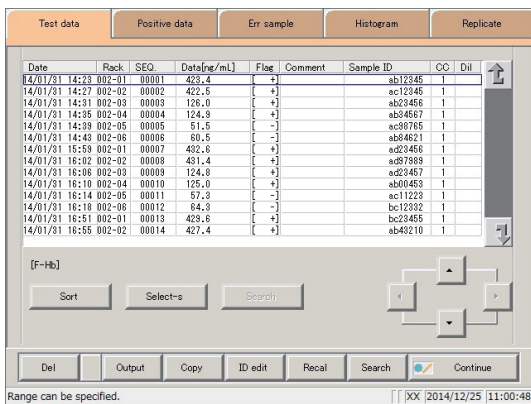 Test data Positive data Err sample Histogram Replicate
Date Rack SEQ. Data[ng/mL] Flag Comment Sample ID CC Dil
14/01/31 14:23 002-01 00001 423.4 [ +] ab12345 1
14/01/31 14:27 002-02 00002 422.5 [ +] ac12345 1
14/01/31 14:31 002-03 00003 126.0 [ +] ab23456 1
14/01/31 14:35 002-04 00004 124.9 [ +] ab34567 1
14/01/31 14:39 002-05 00005 51.5 [ -] ac98765 1
14/01/31 14:43 002-06 00006 60.5 [ -] ab84621 1
14/01/31 15:59 002-01 00007 432.6 [ +] ad23456 1
14/01/31 16:02 002-02 00008 431.4 [ +] ad97989 1
14/01/31 16:06 002-03 00009 124.8 [ +] ad23457 1
14/01/31 16:10 002-04 00010 125.0 [ +] ab00453 1
14/01/31 16:14 002-05 00011 57.3 [ -] ac11223 1
14/01/31 16:18 002-06 00012 64.3 [ -] bc12332 1
14/01/31 16:51 002-01 00013 429.6 [ +] bc23455 1
14/01/31 16:55 002-02 00014 427.4 [ +] ab43210 1
[F-Hb]
Sort Select-s Search
Del Output Copy ID edit Recal Search Continue
Range can be specified. XX 2014/12/25 11:00:48